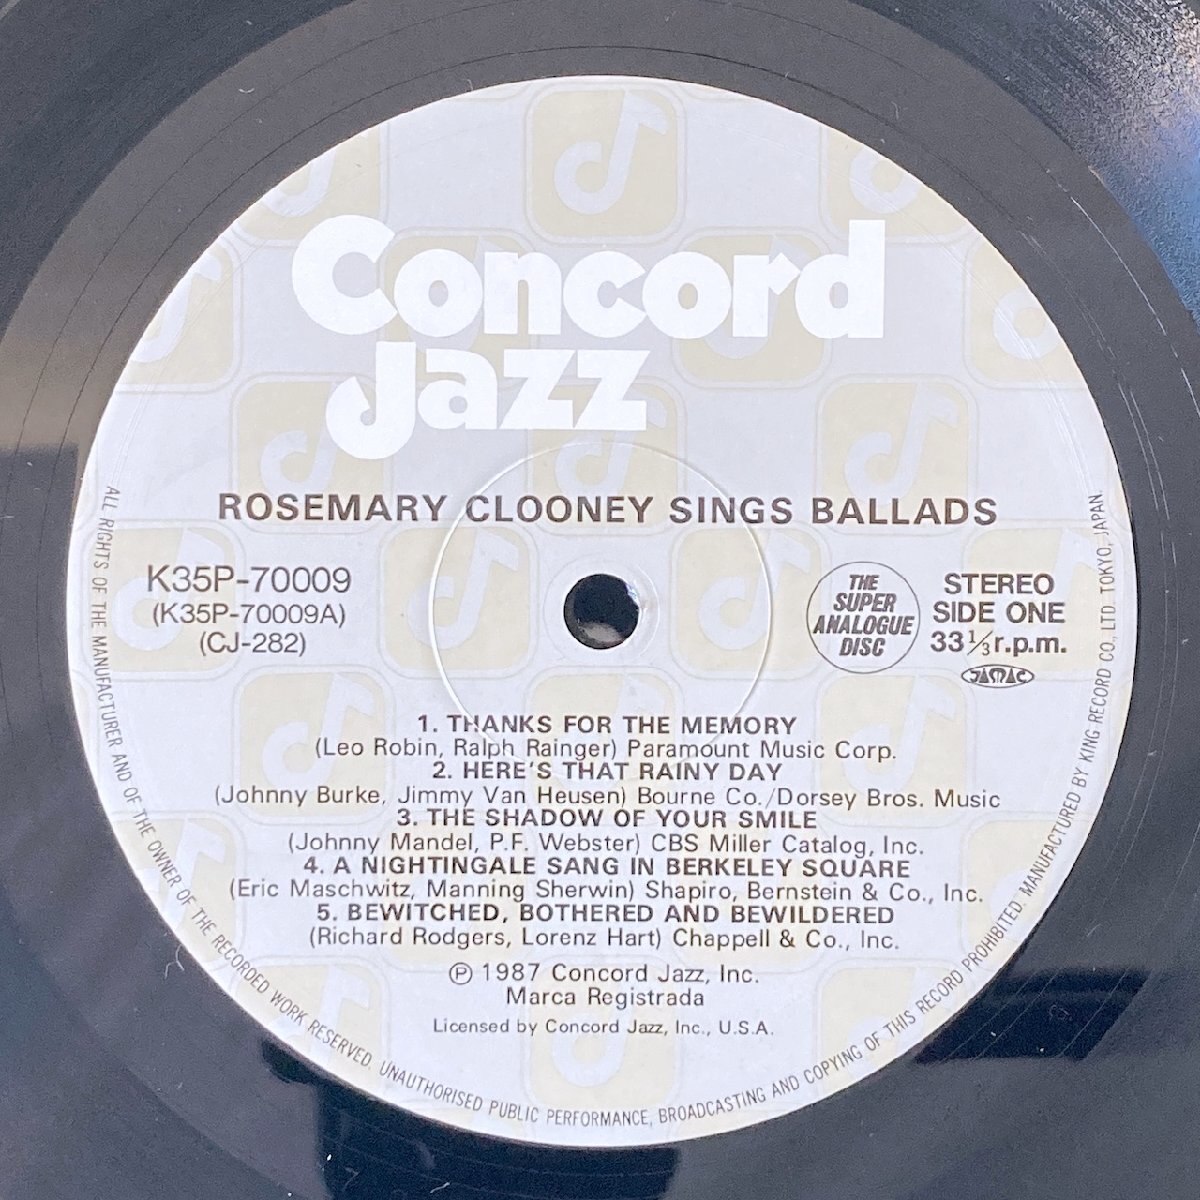 Concord
Jazz
ROSEMARY CLOONEY SINGS BALLADS
K35P-70009
(K35P-70009A)
(CJ-282)
THE
SUPER
ANALOGUE
DISC
STEREO
SIDE ONE
33⅓r.p.m.
JASRAC
1. THANKS FOR THE MEMORY
(Leo Robin, Ralph Rainger) Paramount Music Corp.
2. HERE'S THAT RAINY DAY
(Johnny Burke, Jimmy Van Heusen) Bourne Co./Dorsey Bros. Music
3. THE SHADOW OF YOUR SMILE
(Johnny Mandel, P.F. Webster) CBS Miller Catalog, Inc.
4. A NIGHTINGALE SANG IN BERKELEY SQUARE
(Eric Maschwitz, Manning Sherwin) Shapiro, Bernstein & Co., Inc.
5. BEWITCHED, BOTHERED AND BEWILDERED
(Richard Rodgers, Lorenz Hart) Chappell & Co., Inc.
℗ 1987 Concord Jazz, Inc.
Marca Registrada
Licensed by Concord Jazz, Inc., U.S.A.
ALL RIGHTS OF THE MANUFACTURER AND OF THE OWNER OF THE RECORDED WORK RESERVED. UNAUTHORISED PUBLIC PERFORMANCE, BROADCASTING AND COPYING OF THIS RECORD PROHIBITED. MANUFACTURED BY KING RECORD CO., LTD. TOKYO, JAPAN.